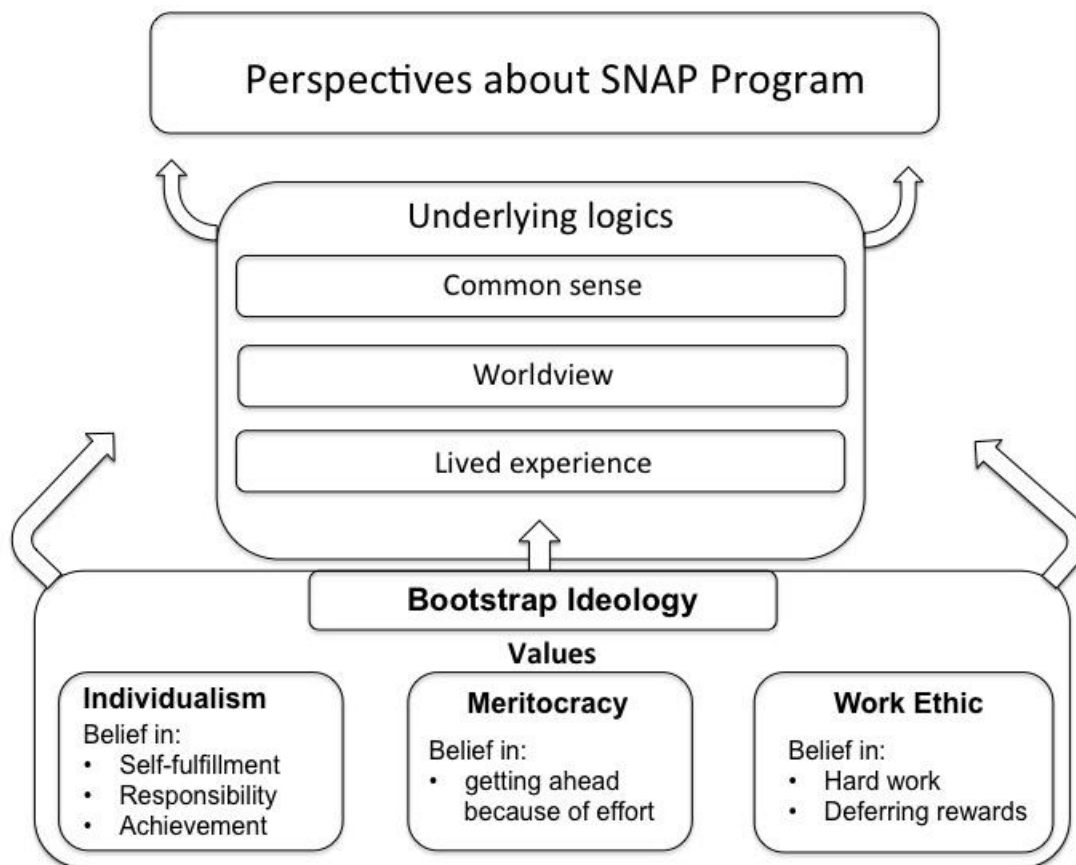 Perspectives about SNAP Program
Underlying logics
Common sense
Worldview
Lived experience
Bootstrap Ideology
Values
Individualism
Belief in:
• Self-fulfillment
• Responsibility
• Achievement
Meritocracy
Belief in:
• getting ahead
because of effort
Work Ethic
Belief in:
• Hard work
• Deferring rewards